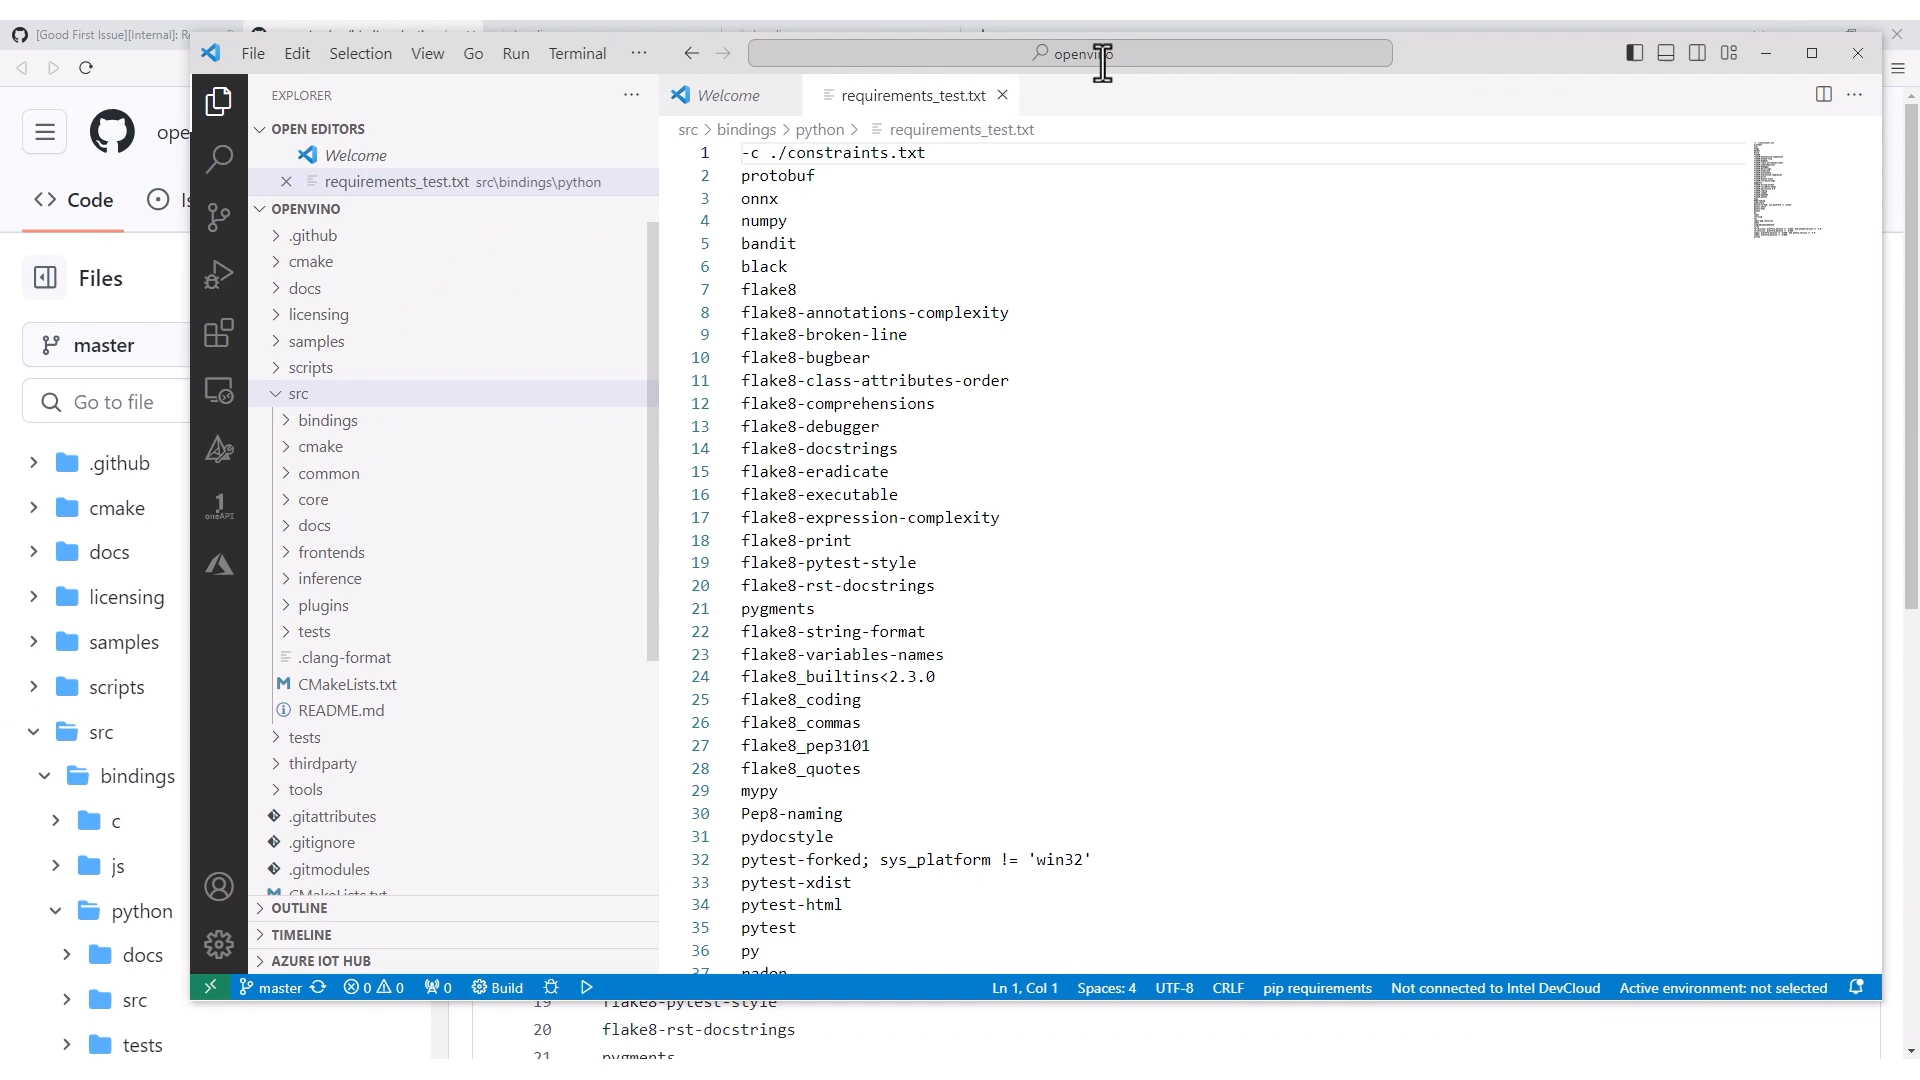 [Good First Issue][Internal]: R
File Edit Selection View Go Run Terminal ···
openvino
ope
Code
Files
master
Go to file
.github
cmake
docs
licensing
samples
scripts
src
bindings
c
js
python
docs
src
tests
EXPLORER
OPEN EDITORS
Welcome
requirements_test.txt src\bindings\python
OPENVINO
.github
cmake
docs
licensing
samples
scripts
src
bindings
cmake
common
core
docs
frontends
inference
plugins
tests
.clang-format
CMakeLists.txt
README.md
tests
thirdparty
tools
.gitattributes
.gitignore
.gitmodules
CMakeLists.txt
OUTLINE
TIMELINE
AZURE IOT HUB
oneAPI
Welcome requirements_test.txt
src > bindings > python > requirements_test.txt
1 -c ./constraints.txt
2 protobuf
3 onnx
4 numpy
5 bandit
6 black
7 flake8
8 flake8-annotations-complexity
9 flake8-broken-line
10 flake8-bugbear
11 flake8-class-attributes-order
12 flake8-comprehensions
13 flake8-debugger
14 flake8-docstrings
15 flake8-eradicate
16 flake8-executable
17 flake8-expression-complexity
18 flake8-print
19 flake8-pytest-style
20 flake8-rst-docstrings
21 pygments
22 flake8-string-format
23 flake8-variables-names
24 flake8_builtins<2.3.0
25 flake8_coding
26 flake8_commas
27 flake8_pep3101
28 flake8_quotes
29 mypy
30 Pep8-naming
31 pydocstyle
32 pytest-forked; sys_platform != 'win32'
33 pytest-xdist
34 pytest-html
35 pytest
36 py
37
master 0 0 0 Build Ln 1, Col 1 Spaces: 4 UTF-8 CRLF pip requirements Not connected to Intel DevCloud Active environment: not selected
19 flake8-pytest-style
20 flake8-rst-docstrings
21 pygments